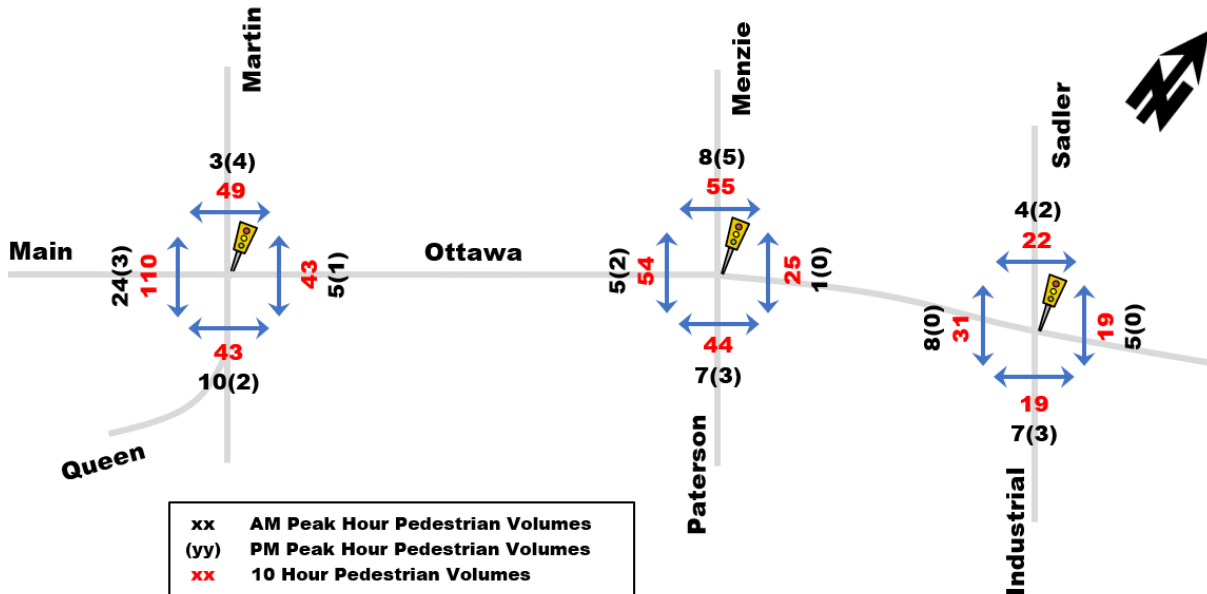 Martin
Menzie
Sadler
N
3(4)
49
Main
24(3)
110
43
5(1)
43
10(2)
Queen
Ottawa
8(5)
55
5(2)
54
25
1(0)
44
7(3)
Paterson
4(2)
22
8(0)
31
19
5(0)
19
7(3)
Industrial
xx AM Peak Hour Pedestrian Volumes
(yy) PM Peak Hour Pedestrian Volumes
xx 10 Hour Pedestrian Volumes